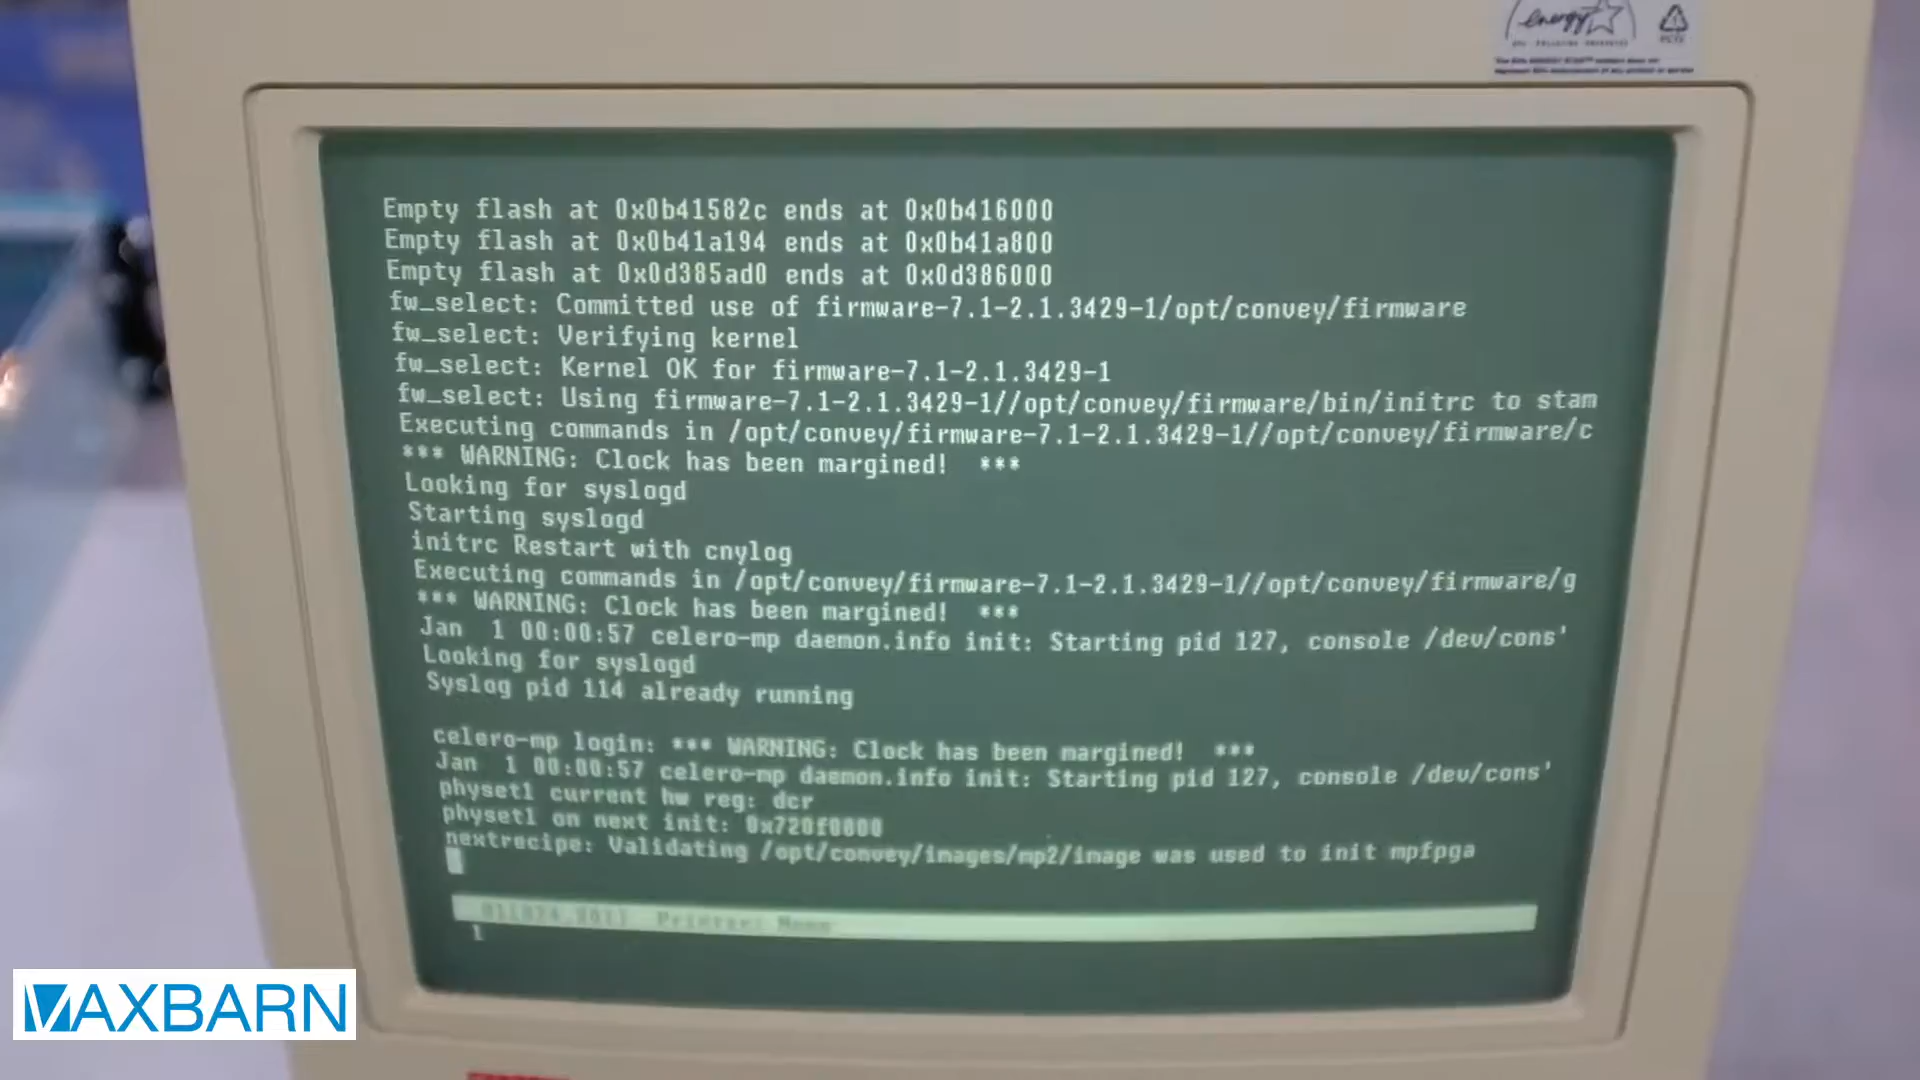 energy
Empty flash at 0x0b41582c ends at 0x0b416000
Empty flash at 0x0b41a194 ends at 0x0b41a800
Empty flash at 0x0d385ad0 ends at 0x0d386000
fw_select: Committed use of firmware-7.1-2.1.3429-1/opt/convey/firmware
fw_select: Verifying kernel
fw_select: Kernel OK for firmware-7.1-2.1.3429-1
fw_select: Using firmware-7.1-2.1.3429-1//opt/convey/firmware/bin/initrc to stam
Executing commands in /opt/convey/firmware-7.1-2.1.3429-1//opt/convey/firmware/c
*** WARNING: Clock has been margined!  ***
Looking for syslogd
Starting syslogd
initrc Restart with cnylog
Executing commands in /opt/convey/firmware-7.1-2.1.3429-1//opt/convey/firmware/g
*** WARNING: Clock has been margined!  ***
Jan  1 00:00:57 celero-mp daemon.info init: Starting pid 127, console /dev/cons'
Looking for syslogd
Syslog pid 114 already running
celero-mp login: *** WARNING: Clock has been margined!  ***
Jan  1 00:00:57 celero-mp daemon.info init: Starting pid 127, console /dev/cons'
physetl current hw reg: dcr
physetl on next init: 0x720f0000
nextrecipe: Validating /opt/convey/images/mp2/image was used to init mpfpga
Printer: None
1
VAXBARN